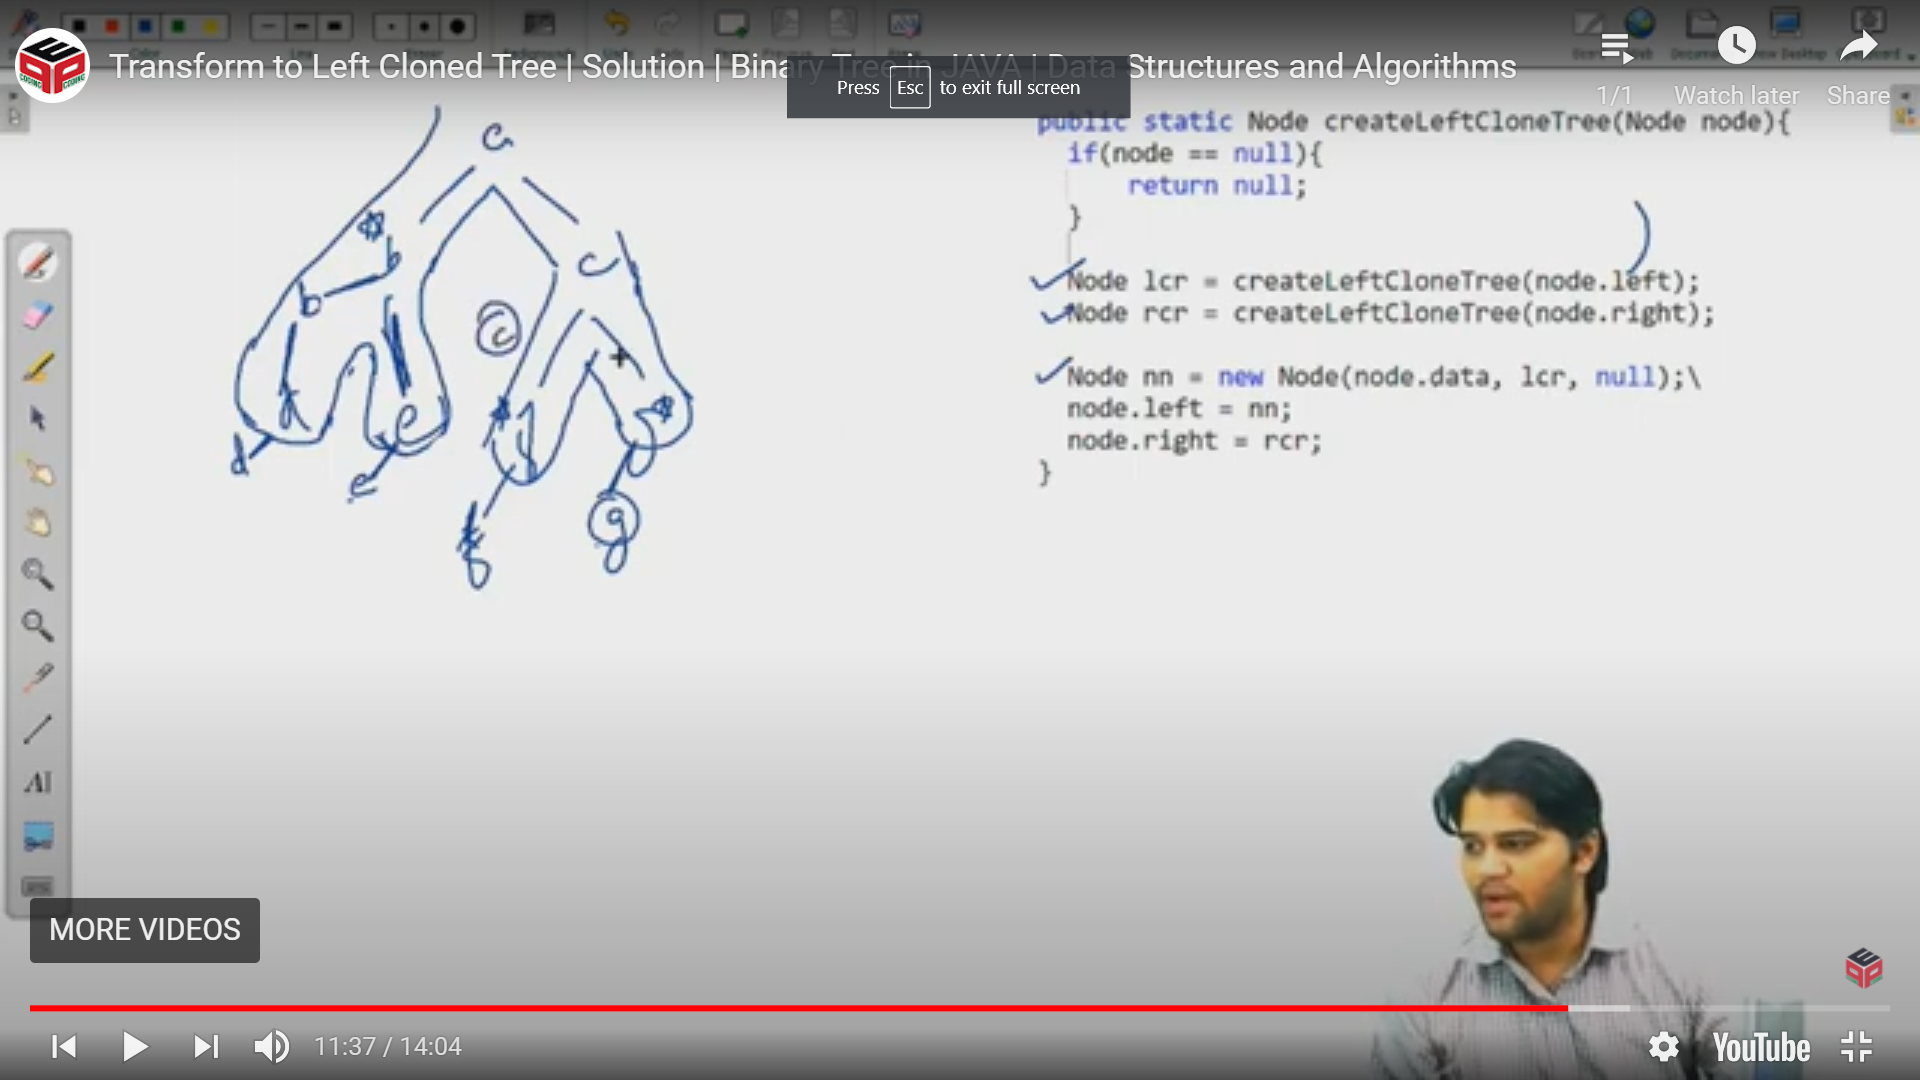 Transform to Left Cloned Tree | Solution | Binary Tree in JAVA | Data Structures and Algorithms
Press Esc to exit full screen
1/1 Watch later Share
public static Node createLeftCloneTree(Node node){
if(node == null){
return null;
}
Node lcr = createLeftCloneTree(node.left);
Node rcr = createLeftCloneTree(node.right);
Node nn = new Node(node.data, lcr, null);\
node.left = nn;
node.right = rcr;
}
a
b
b
c
c
d
e
d
e
g
AI
MORE VIDEOS
11:37 / 14:04
YouTube